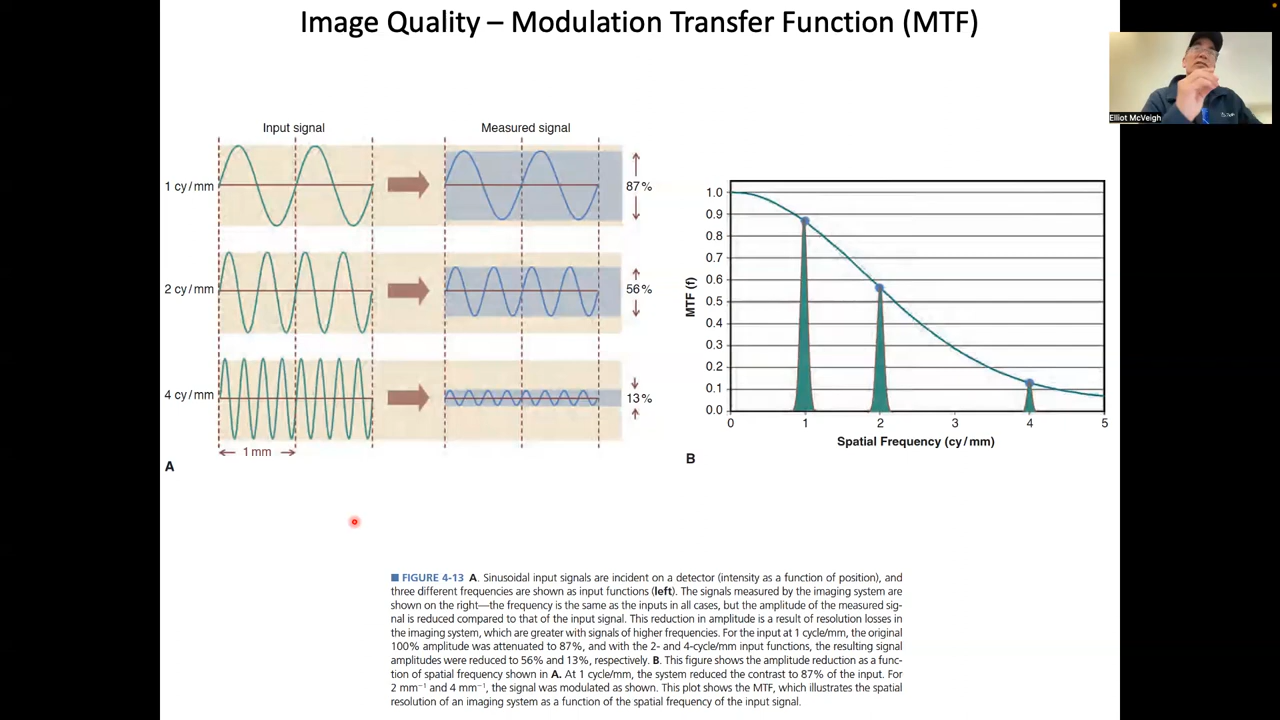 Image Quality – Modulation Transfer Function (MTF)
Elliot McVeigh
Input signal
Measured signal
1 cy/mm
87%
2 cy/mm
56%
4 cy/mm
13%
1 mm
A
MTF (f)
1.0
0.9
0.8
0.7
0.6
0.5
0.4
0.3
0.2
0.1
0.0
0 1 2 3 4 5
Spatial Frequency (cy/mm)
B
■ FIGURE 4-13 A. Sinusoidal input signals are incident on a detector (intensity as a function of position), and
three different frequencies are shown as input functions (left). The signals measured by the imaging system are
shown on the right—the frequency is the same as the inputs in all cases, but the amplitude of the measured sig-
nal is reduced compared to that of the input signal. This reduction in amplitude is a result of resolution losses in
the imaging system, which are greater with signals of higher frequencies. For the input at 1 cycle/mm, the original
100% amplitude was attenuated to 87%, and with the 2- and 4-cycle/mm input functions, the resulting signal
amplitudes were reduced to 56% and 13%, respectively. B. This figure shows the amplitude reduction as a func-
tion of spatial frequency shown in A. At 1 cycle/mm, the system reduced the contrast to 87% of the input. For
2 mm⁻¹ and 4 mm⁻¹, the signal was modulated as shown. This plot shows the MTF, which illustrates the spatial
resolution of an imaging system as a function of the spatial frequency of the input signal.